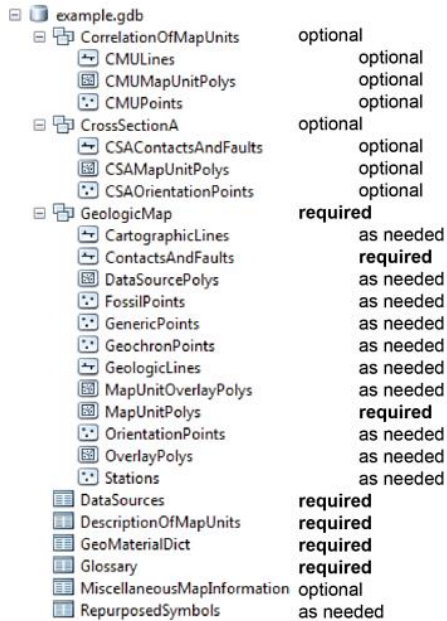 example.gdb
CorrelationOfMapUnits optional
CMULines optional
CMUMapUnitPolys optional
CMUPoints optional
CrossSectionA optional
CSAContactsAndFaults optional
CSAMapUnitPolys optional
CSAOrientationPoints optional
GeologicMap required
CartographicLines as needed
ContactsAndFaults required
DataSourcePolys as needed
FossilPoints as needed
GenericPoints as needed
GeochronPoints as needed
GeologicLines as needed
MapUnitOverlayPolys as needed
MapUnitPolys required
OrientationPoints as needed
OverlayPolys as needed
Stations as needed
DataSources required
DescriptionOfMapUnits required
GeoMaterialDict required
Glossary required
MiscellaneousMapInformation optional
RepurposedSymbols as needed